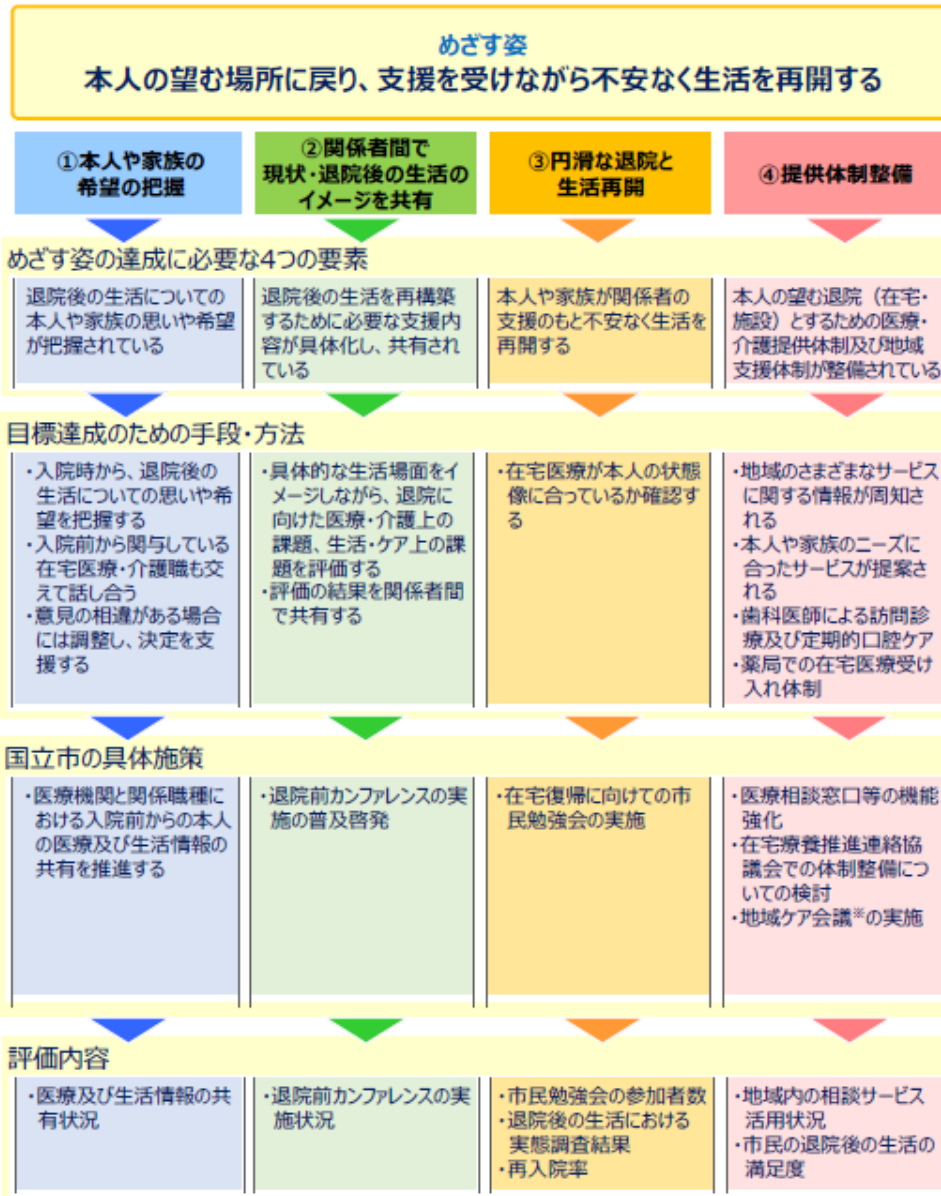 めざす姿
本人の望む場所に戻り、支援を受けながら不安なく生活を再開する
①本人や家族の
希望の把握
②関係者間で
現状・退院後の生活の
イメージを共有
③円滑な退院と
生活再開
④提供体制整備
めざす姿の達成に必要な4つの要素
退院後の生活についての
本人や家族の思いや希望
が把握されている
退院後の生活を再構築
するために必要な支援内
容が具体化し、共有され
ている
本人や家族が関係者の
支援のもと不安なく生活を
再開する
本人の望む退院（在宅・
施設）とするための医療・
介護提供体制及び地域
支援体制が整備されている
目標達成のための手段・方法
・入院時から、退院後の
生活についての思いや希
望を把握する
・入院前から関与している
在宅医療・介護職も交
えて話し合う
・意見の相違がある場合
には調整し、決定を支
援する
・具体的な生活場面をイ
メージしながら、退院に
向けた医療・介護上の
課題、生活・ケア上の課
題を評価する
・評価の結果を関係者間
で共有する
・在宅医療が本人の状態
像に合っているか確認す
る
・地域のさまざまなサービス
に関する情報が周知さ
れる
・本人や家族のニーズに
合ったサービスが提案さ
れる
・歯科医師による訪問診
療及び定期的口腔ケア
・薬局での在宅医療受け
入れ体制
国立市の具体施策
・医療機関と関係職種に
おける入院前からの本人
の医療及び生活情報の
共有を推進する
・退院前カンファレンスの実
施の普及啓発
・在宅復帰に向けての市
民勉強会の実施
・医療相談窓口等の機能
強化
・在宅療養推進連絡協
議会での体制整備につ
いての検討
・地域ケア会議※の実施
評価内容
・医療及び生活情報の共
有状況
・退院前カンファレンスの実
施状況
・市民勉強会の参加者数
・退院後の生活における
実態調査結果
・再入院率
・地域内の相談サービス
活用状況
・市民の退院後の生活の
満足度